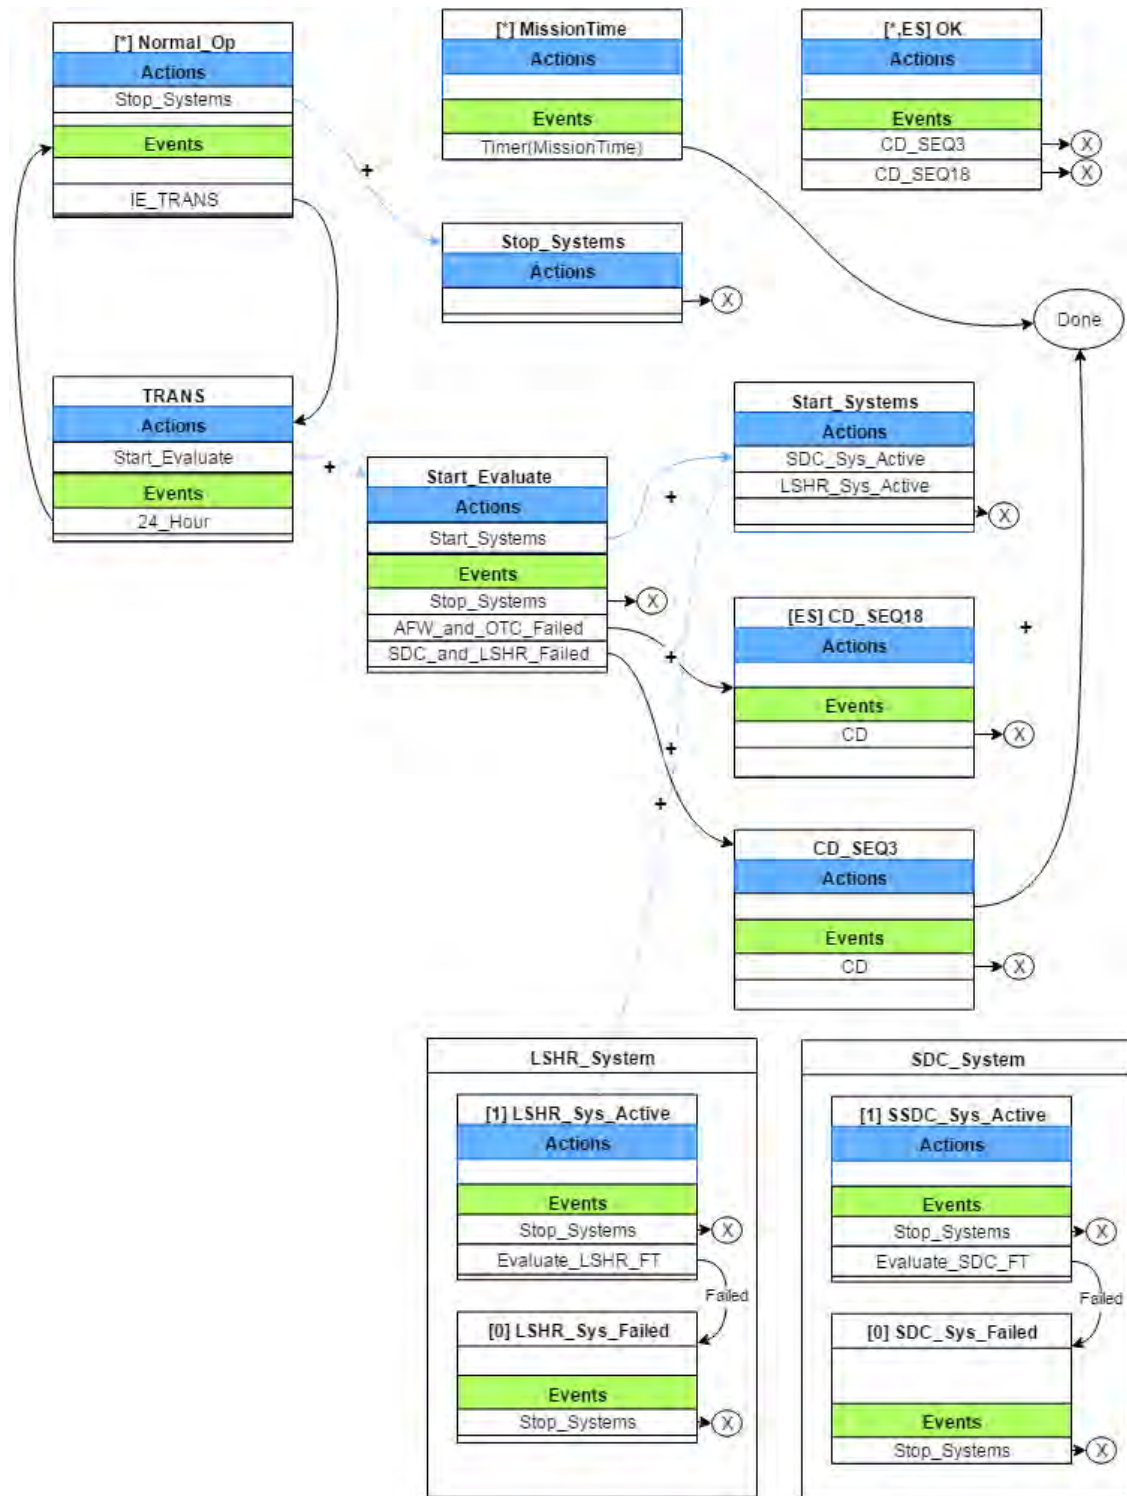 [*] Normal_Op
Actions
Stop_Systems
Events
IE_TRANS
[*] MissionTime
Actions
Events
Timer(MissionTime)
[*,ES] OK
Actions
Events
CD_SEQ3
X
CD_SEQ18
X
+
Stop_Systems
Actions
X
Done
TRANS
Actions
Start_Evaluate
Events
24_Hour
+
Start_Evaluate
Actions
Start_Systems
Events
Stop_Systems
X
AFW_and_OTC_Failed
SDC_and_LSHR_Failed
+
Start_Systems
Actions
SDC_Sys_Active
LSHR_Sys_Active
X
+
[ES] CD_SEQ18
Actions
Events
CD
X
+
+
+
CD_SEQ3
Actions
Events
CD
X
LSHR_System
[1] LSHR_Sys_Active
Actions
Events
Stop_Systems
X
Evaluate_LSHR_FT
Failed
[0] LSHR_Sys_Failed
Events
Stop_Systems
X
SDC_System
[1] SSDC_Sys_Active
Actions
Events
Stop_Systems
X
Evaluate_SDC_FT
Failed
[0] SDC_Sys_Failed
Events
Stop_Systems
X